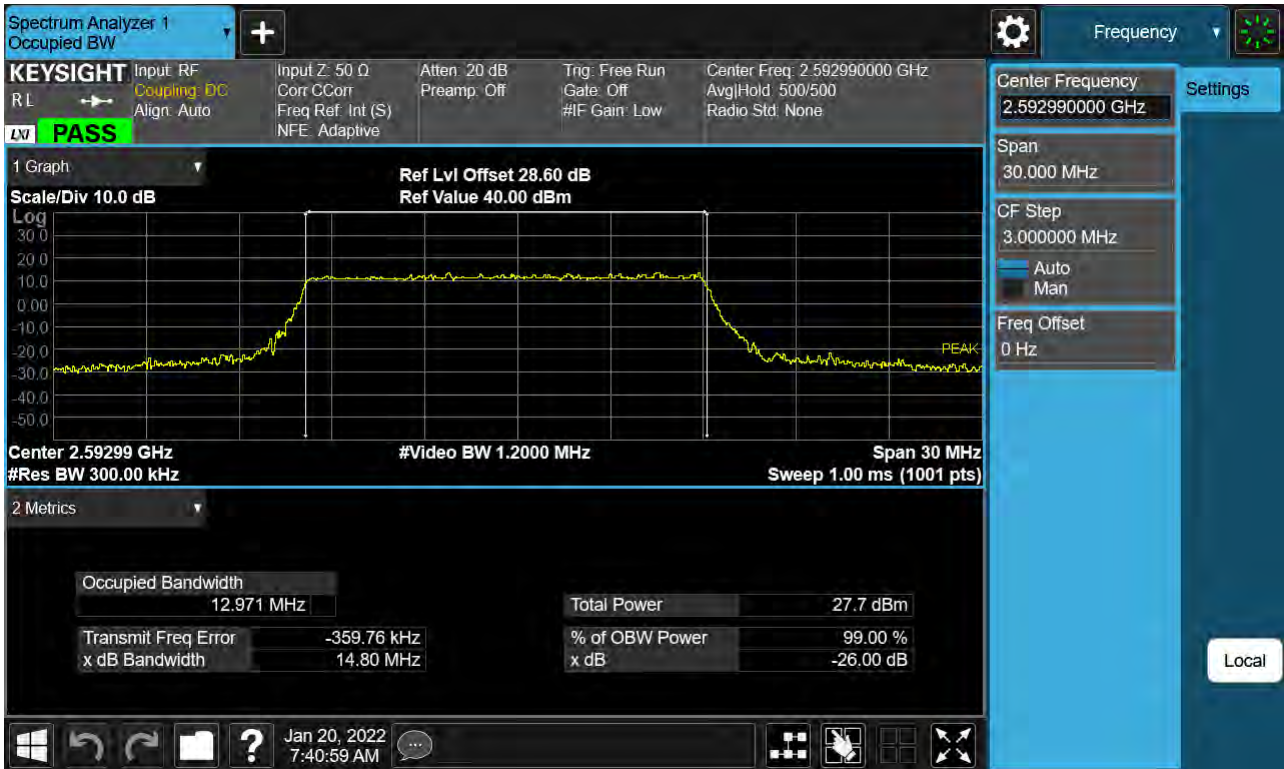 Spectrum Analyzer 1
Occupied BW
+
Frequency
KEYSIGHT
R L
LXI
PASS
Input: RF
Coupling: DC
Align: Auto
Input Z: 50 Ω
Corr CCorr
Freq Ref: Int (S)
NFE: Adaptive
Atten: 20 dB
Preamp: Off
Trig: Free Run
Gate: Off
#IF Gain: Low
Center Freq: 2.592990000 GHz
Avg|Hold: 500/500
Radio Std: None
Center Frequency
2.592990000 GHz
Settings
Span
30.000 MHz
CF Step
3.000000 MHz
Auto
Man
Freq Offset
0 Hz
Local
1 Graph
Scale/Div 10.0 dB
Ref Lvl Offset 28.60 dB
Ref Value 40.00 dBm
Log
30.0
20.0
10.0
0.00
-10.0
-20.0
-30.0
-40.0
-50.0
PEAK
Center 2.59299 GHz
#Video BW 1.2000 MHz
Span 30 MHz
#Res BW 300.00 kHz
Sweep 1.00 ms (1001 pts)
2 Metrics
Occupied Bandwidth
12.971 MHz
Total Power 27.7 dBm
Transmit Freq Error -359.76 kHz
% of OBW Power 99.00 %
x dB Bandwidth 14.80 MHz
x dB -26.00 dB
?
Jan 20, 2022
7:40:59 AM